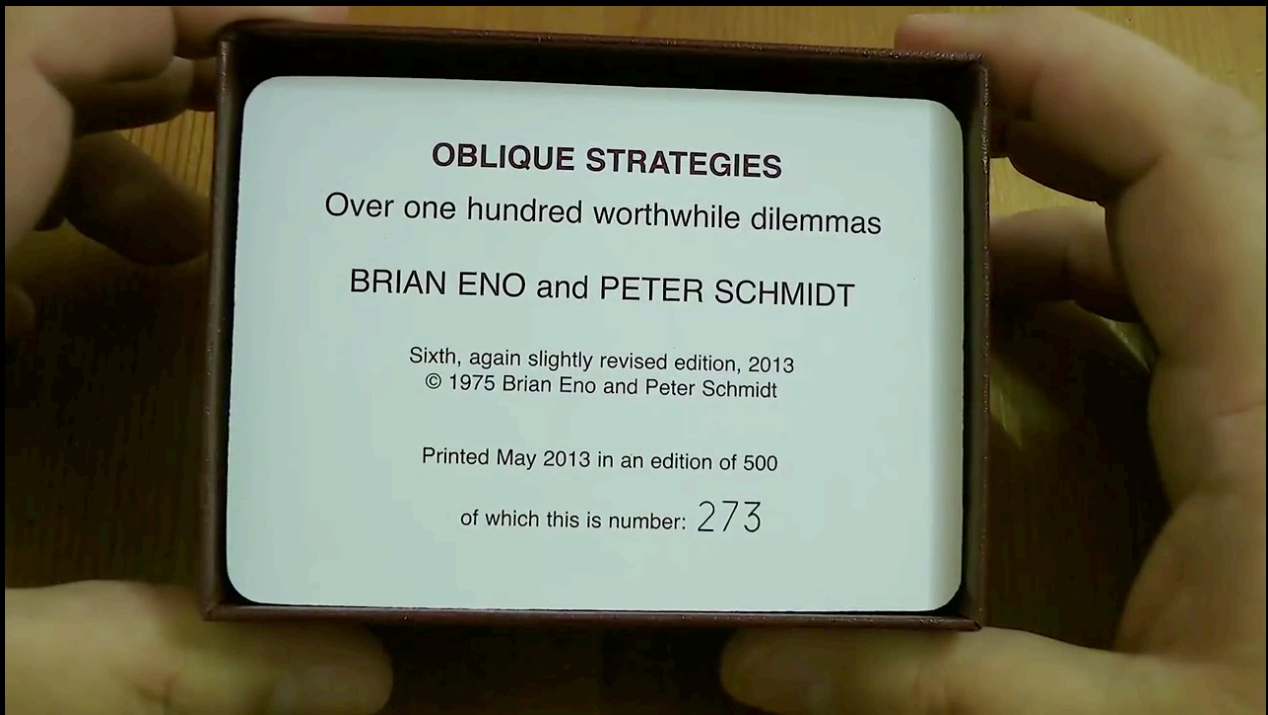 OBLIQUE STRATEGIES
Over one hundred worthwhile dilemmas
BRIAN ENO and PETER SCHMIDT
Sixth, again slightly revised edition, 2013
© 1975 Brian Eno and Peter Schmidt
Printed May 2013 in an edition of 500
of which this is number: 273